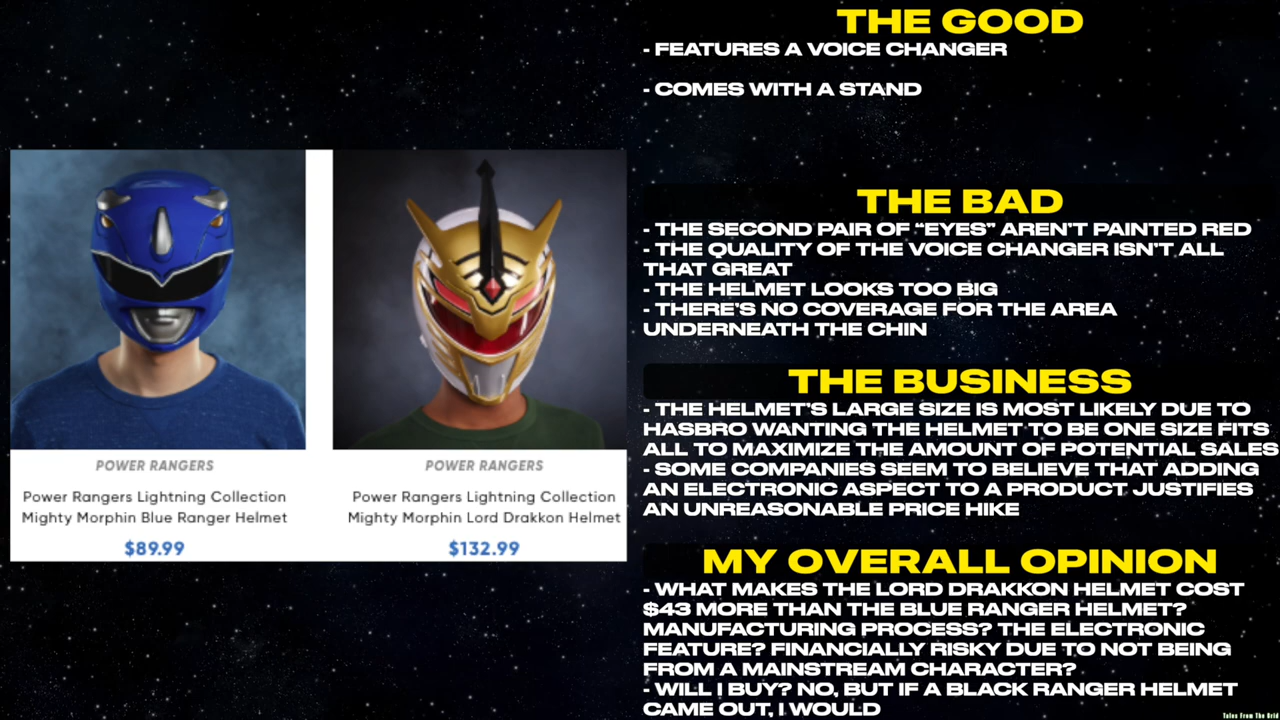 POWER RANGERS
Power Rangers Lightning Collection
Mighty Morphin Blue Ranger Helmet
$89.99
POWER RANGERS
Power Rangers Lightning Collection
Mighty Morphin Lord Drakkon Helmet
$132.99
THE GOOD
- FEATURES A VOICE CHANGER
- COMES WITH A STAND
THE BAD
- THE SECOND PAIR OF “EYES” AREN’T PAINTED RED
- THE QUALITY OF THE VOICE CHANGER ISN’T ALL
THAT GREAT
- THE HELMET LOOKS TOO BIG
- THERE’S NO COVERAGE FOR THE AREA
UNDERNEATH THE CHIN
THE BUSINESS
- THE HELMET’S LARGE SIZE IS MOST LIKELY DUE TO
HASBRO WANTING THE HELMET TO BE ONE SIZE FITS
ALL TO MAXIMIZE THE AMOUNT OF POTENTIAL SALES
- SOME COMPANIES SEEM TO BELIEVE THAT ADDING
AN ELECTRONIC ASPECT TO A PRODUCT JUSTIFIES
AN UNREASONABLE PRICE HIKE
MY OVERALL OPINION
- WHAT MAKES THE LORD DRAKKON HELMET COST
$43 MORE THAN THE BLUE RANGER HELMET?
MANUFACTURING PROCESS? THE ELECTRONIC
FEATURE? FINANCIALLY RISKY DUE TO NOT BEING
FROM A MAINSTREAM CHARACTER?
- WILL I BUY? NO, BUT IF A BLACK RANGER HELMET
CAME OUT, I WOULD
Tales From The Grid